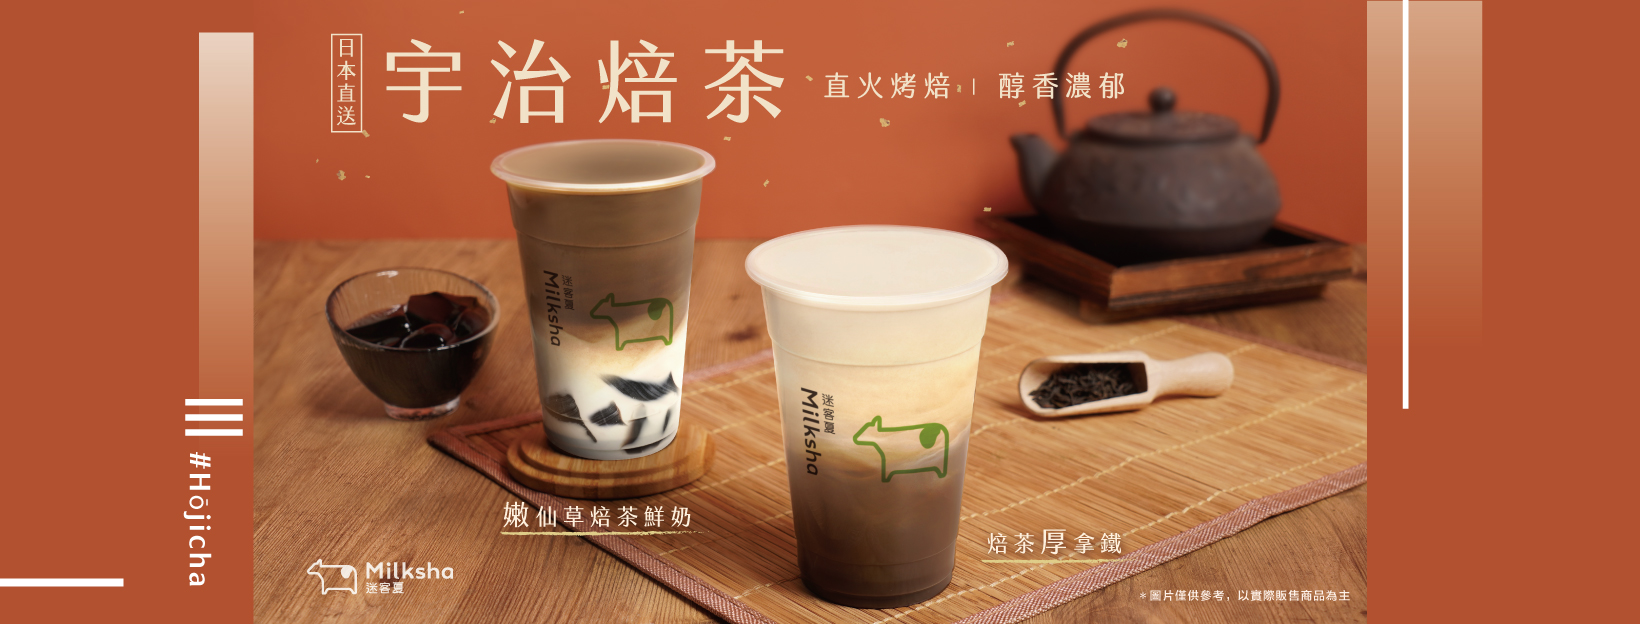 日本直送
宇治焙茶
直火烤焙 | 醇香濃郁
迷客夏
Milksha
迷客夏
Milksha
#Hōjicha
嫩仙草焙茶鮮奶
焙茶厚拿鐵
Milksha
迷客夏
＊圖片僅供參考，以實際販售商品為主